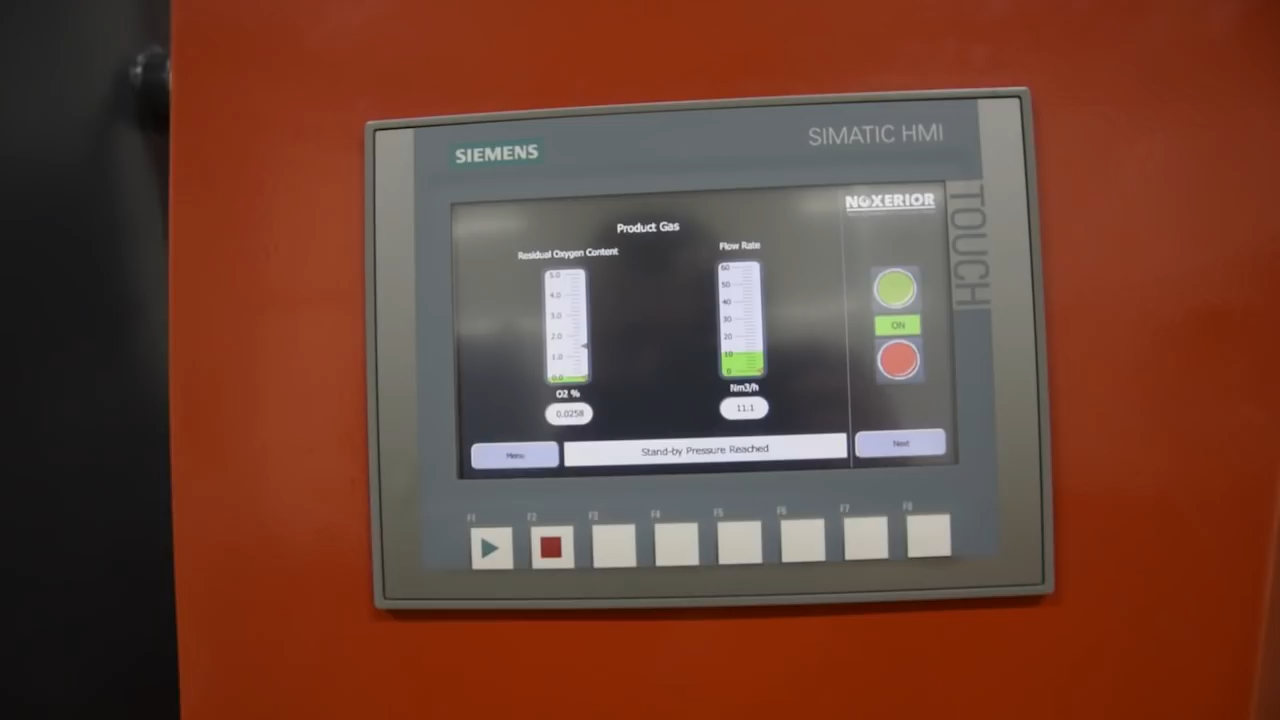 SIEMENS
SIMATIC HMI
TOUCH
NOXERIOR
Product Gas
Residual Oxygen Content
Flow Rate
5.0
4.0
3.0
2.0
1.0
0.0
60
50
40
30
20
10
0
ON
O2 %
Nm3/h
0.0258
11.1
Menu
Stand-by Pressure Reached
Next
F1
F2
F3
F4
F5
F6
F7
F8